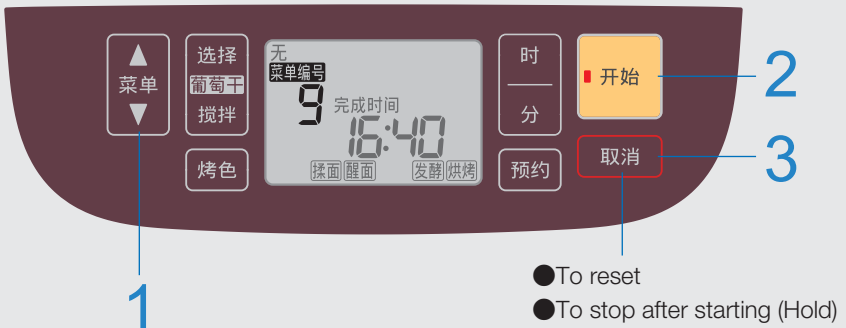 菜单
选择
葡萄干
搅拌
烤色
无
菜单编号
9
完成时间
16:40
揉面 醒面 发酵 烘烤
时
分
预约
开始
取消
1
2
3
●To reset
●To stop after starting (Hold)